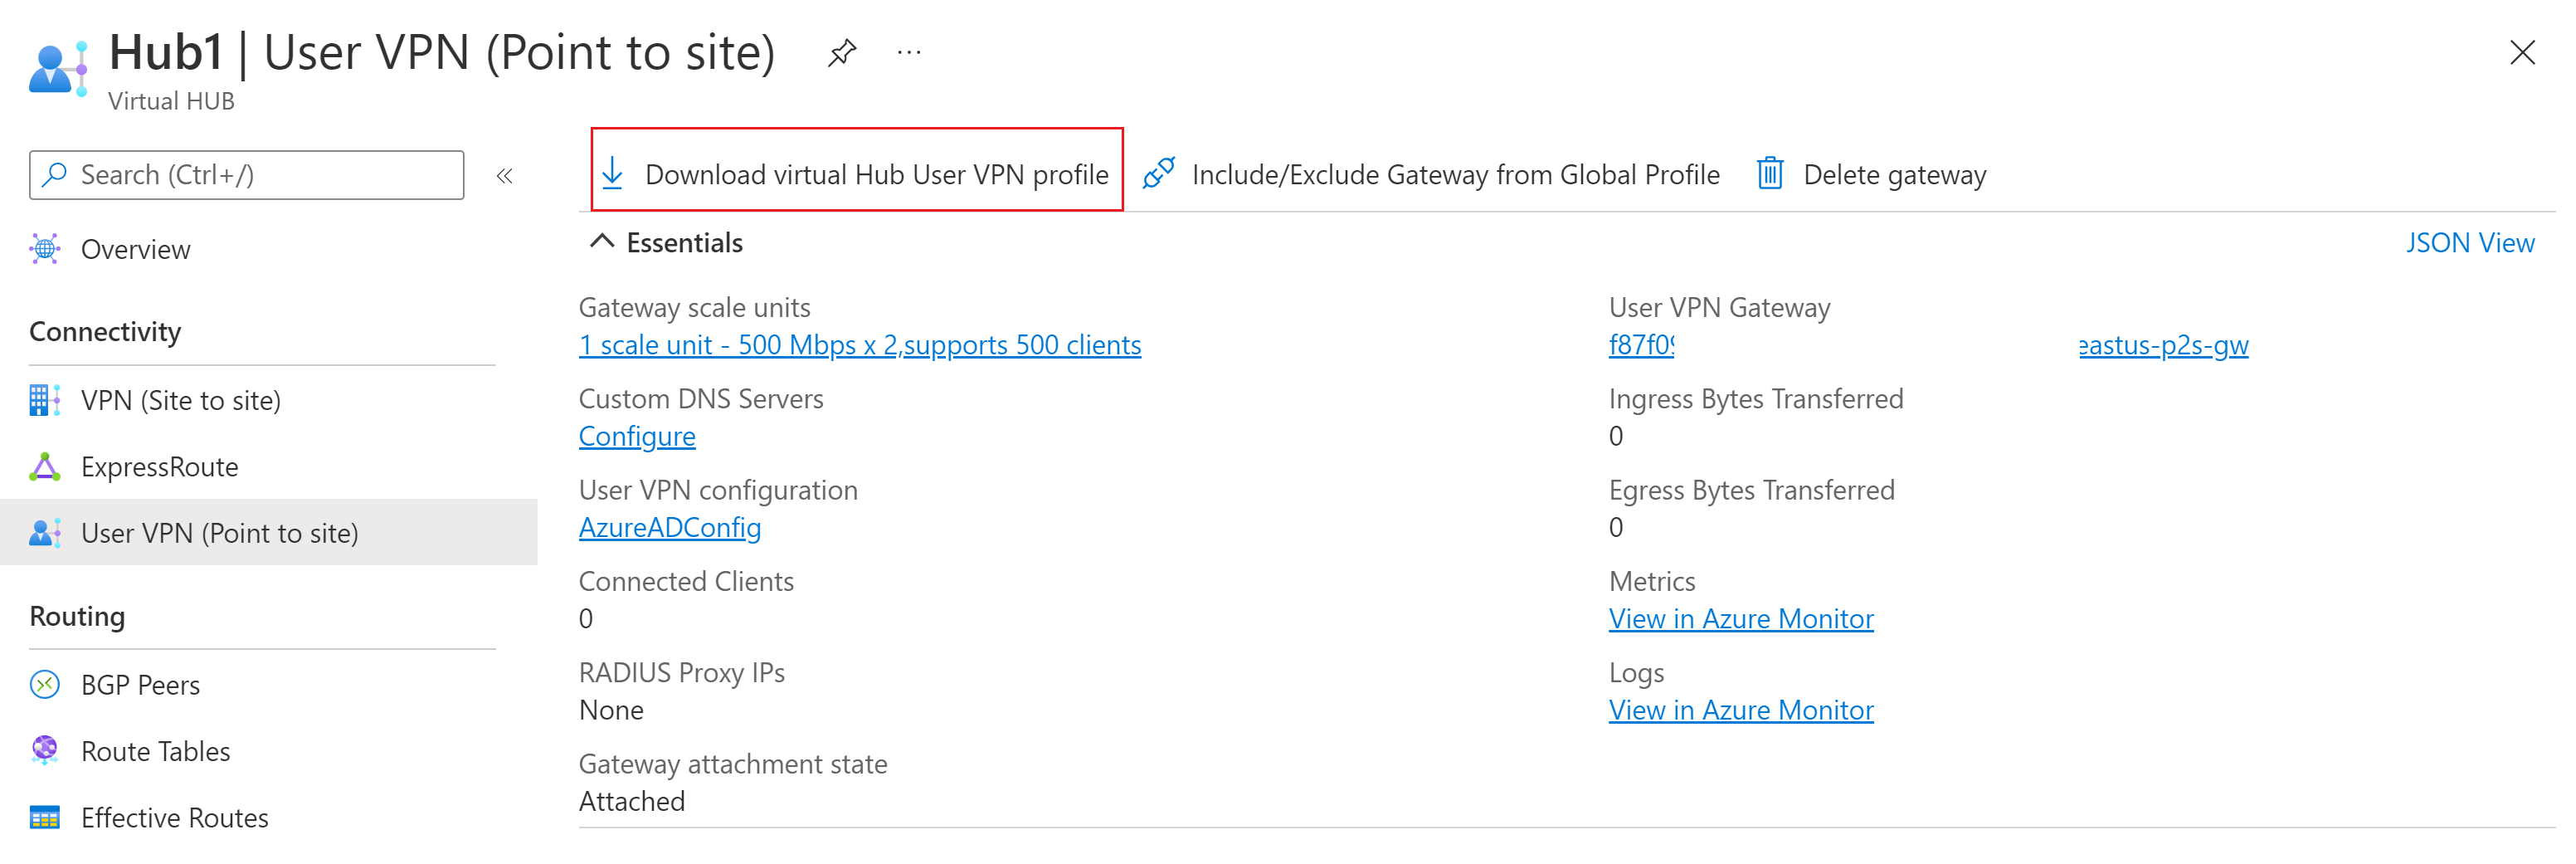 Hub1 | User VPN (Point to site) ...
Virtual HUB
Search (Ctrl+/)
«
Overview
Connectivity
VPN (Site to site)
ExpressRoute
User VPN (Point to site)
Routing
BGP Peers
Route Tables
Effective Routes
Download virtual Hub User VPN profile
Include/Exclude Gateway from Global Profile
Delete gateway
Essentials
JSON View
Gateway scale units
1 scale unit - 500 Mbps x 2,supports 500 clients
Custom DNS Servers
Configure
User VPN configuration
AzureADConfig
Connected Clients
0
RADIUS Proxy IPs
None
Gateway attachment state
Attached
User VPN Gateway
f87f09 eastus-p2s-gw
Ingress Bytes Transferred
0
Egress Bytes Transferred
0
Metrics
View in Azure Monitor
Logs
View in Azure Monitor